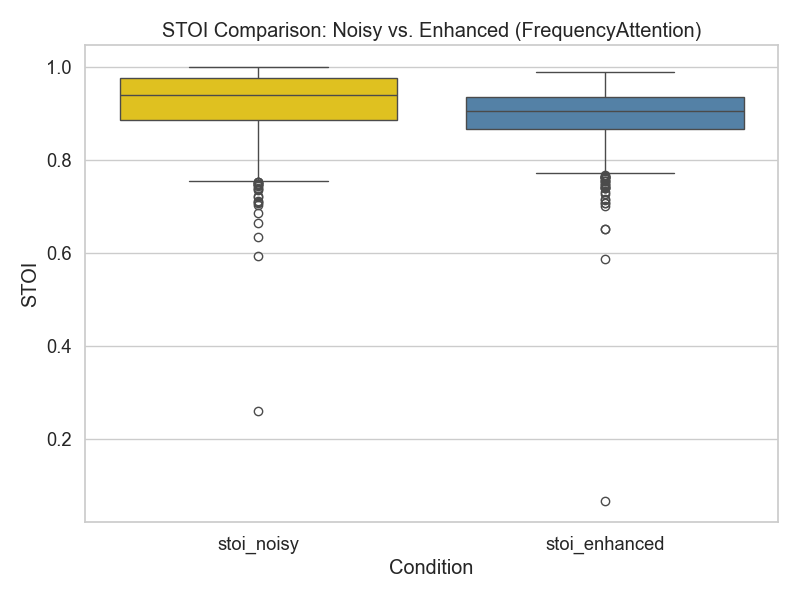 STOI Comparison: Noisy vs. Enhanced (FrequencyAttention)
1.0
0.8
0.6
0.4
0.2
STOI
stoi_noisy
stoi_enhanced
Condition